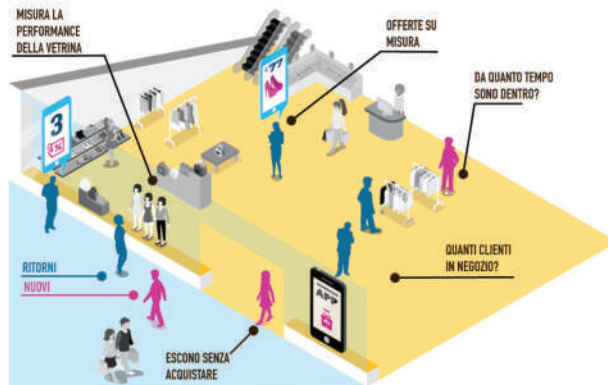 MISURA LA
PERFORMANCE
DELLA VETRINA
OFFERTE SU
MISURA
DA QUANTO TEMPO
SONO DENTRO?
€77
3
RITORNI
NUOVI
QUANTI CLIENTI
IN NEGOZIO?
APP
ESCONO SENZA
ACQUISTARE